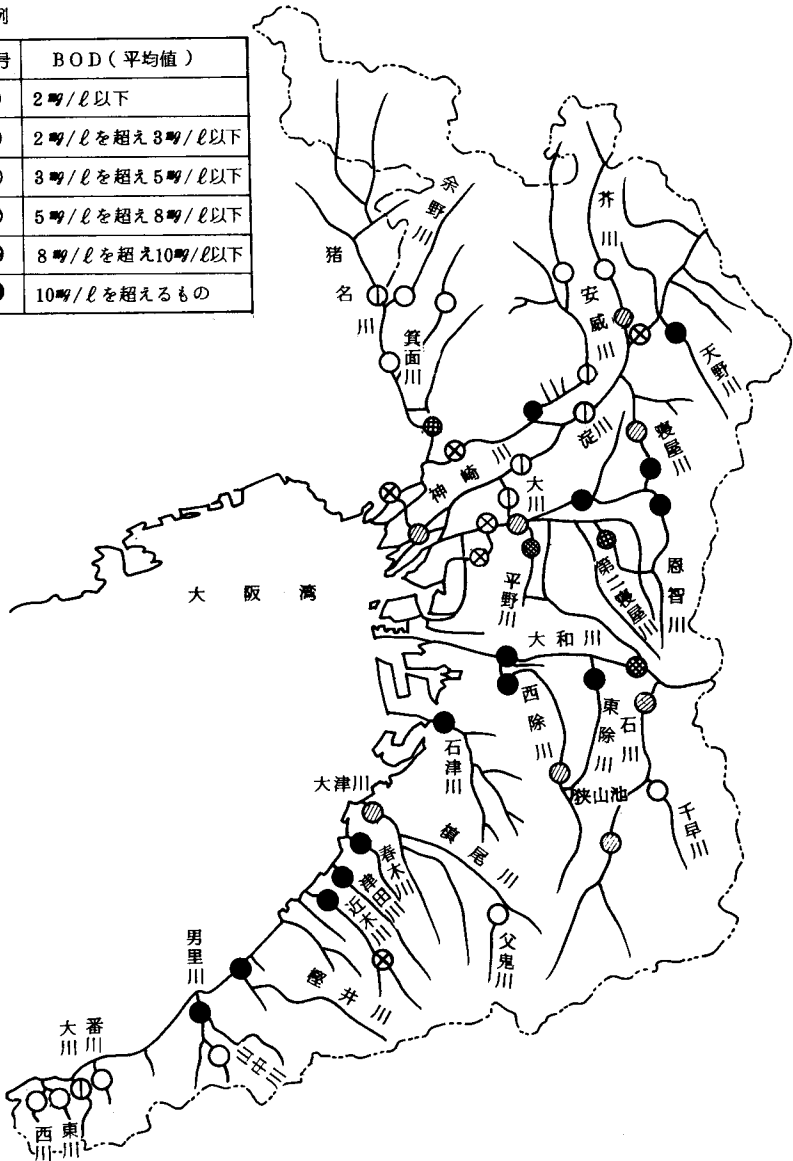 例
号 BOD（平均値）
2㎎/ℓ以下
2㎎/ℓを超え3㎎/ℓ以下
3㎎/ℓを超え5㎎/ℓ以下
5㎎/ℓを超え8㎎/ℓ以下
8㎎/ℓを超え10㎎/ℓ以下
10㎎/ℓを超えるもの
余野川
芥川
猪名川
箕面川
安威川
天野川
淀川
寝屋川
神崎川
大川
大阪湾
平野川
第二寝屋川
恩智川
大和川
西除川
東除川
石川
石津川
大津川
狭山池
千早川
槙尾川
春木川
津田川
近木川
父鬼川
男里川
樫井川
山中川
大川
番川
西川
東川